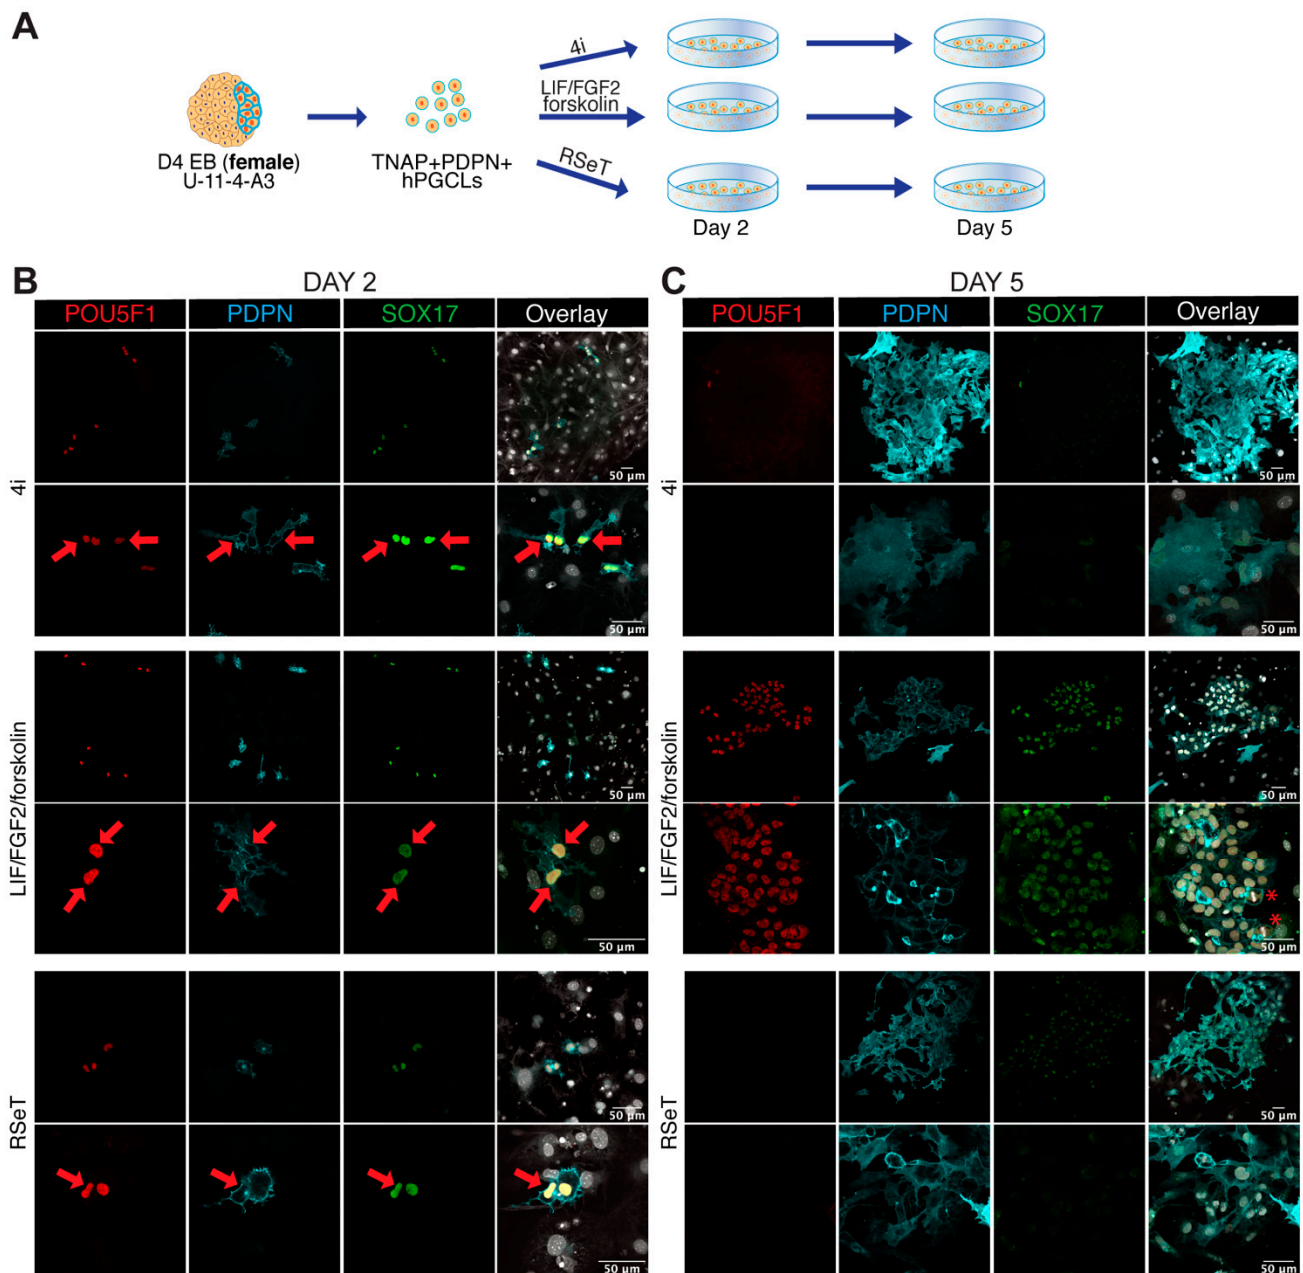 A
4i
LIF/FGF2
forskolin
RSeT
D4 EB (female)
U-11-4-A3
TNAP+PDPN+
hPGCLs
Day 2
Day 5
B
DAY 2
POU5F1
PDPN
SOX17
Overlay
4i
50 µm
50 µm
LIF/FGF2/forskolin
50 µm
50 µm
RSeT
50 µm
50 µm
C
DAY 5
POU5F1
PDPN
SOX17
Overlay
4i
50 µm
50 µm
LIF/FGF2/forskolin
50 µm
*
*
50 µm
RSeT
50 µm
50 µm